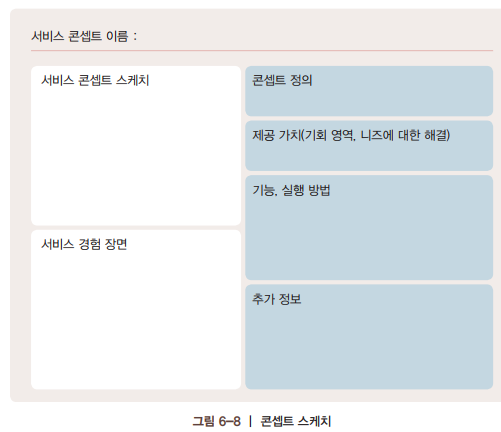 서비스 콘셉트 이름 :
서비스 콘셉트 스케치
서비스 경험 장면
콘셉트 정의
제공 가치(기회 영역, 니즈에 대한 해결)
기능, 실행 방법
추가 정보
그림 6-8 | 콘셉트 스케치